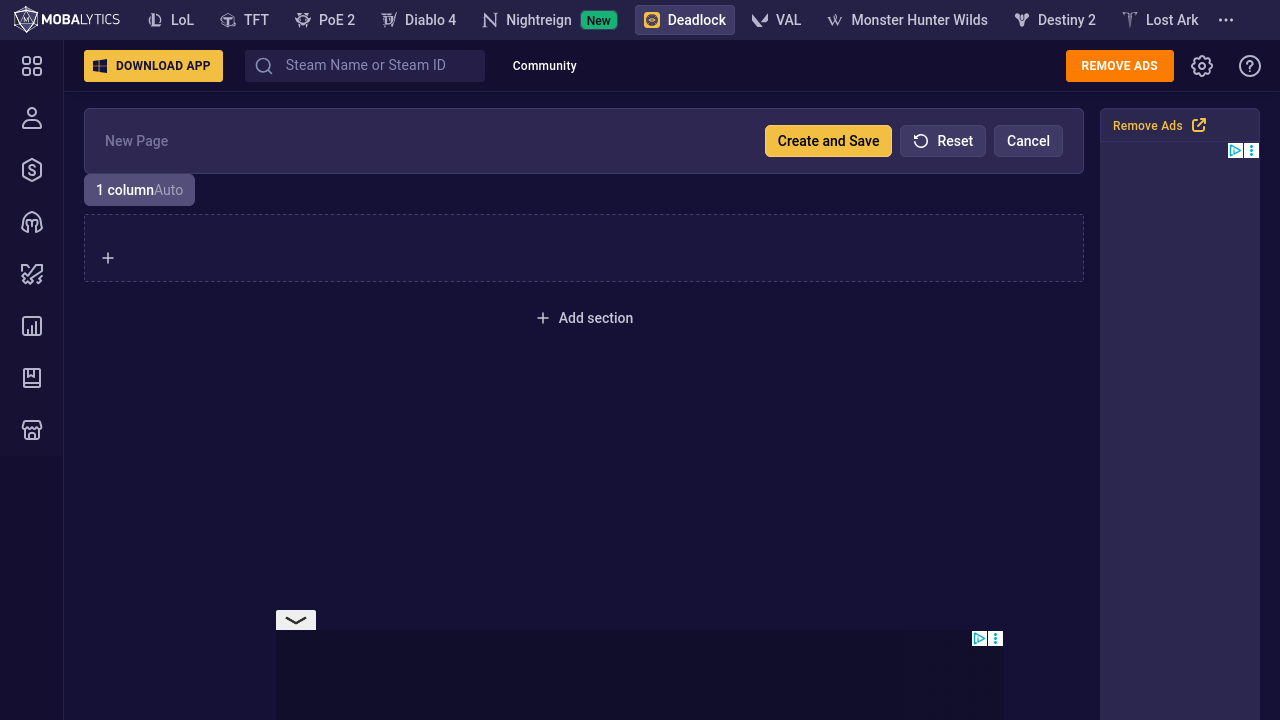 MOBALYTICS
LoL
TFT
PoE 2
Diablo 4
Nightreign New
Deadlock
VAL
Monster Hunter Wilds
Destiny 2
Lost Ark
DOWNLOAD APP
Steam Name or Steam ID
Community
REMOVE ADS
New Page
Create and Save
Reset
Cancel
Remove Ads
1 columnAuto
Add section